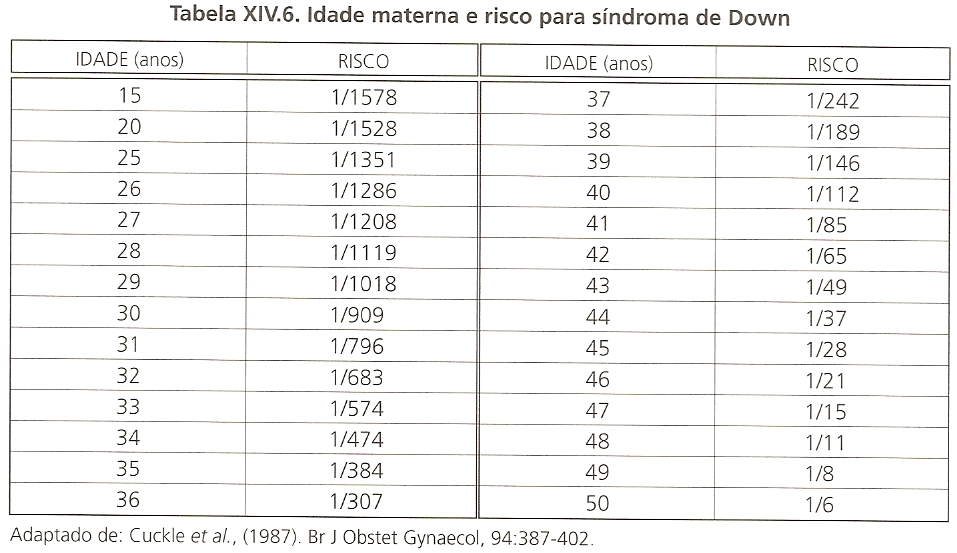 Tabela XIV.6. Idade materna e risco para síndroma de Down
IDADE (anos) RISCO IDADE (anos) RISCO
15 1/1578 37 1/242
20 1/1528 38 1/189
25 1/1351 39 1/146
26 1/1286 40 1/112
27 1/1208 41 1/85
28 1/1119 42 1/65
29 1/1018 43 1/49
30 1/909 44 1/37
31 1/796 45 1/28
32 1/683 46 1/21
33 1/574 47 1/15
34 1/474 48 1/11
35 1/384 49 1/8
36 1/307 50 1/6
Adaptado de: Cuckle et al., (1987). Br J Obstet Gynaecol, 94:387-402.